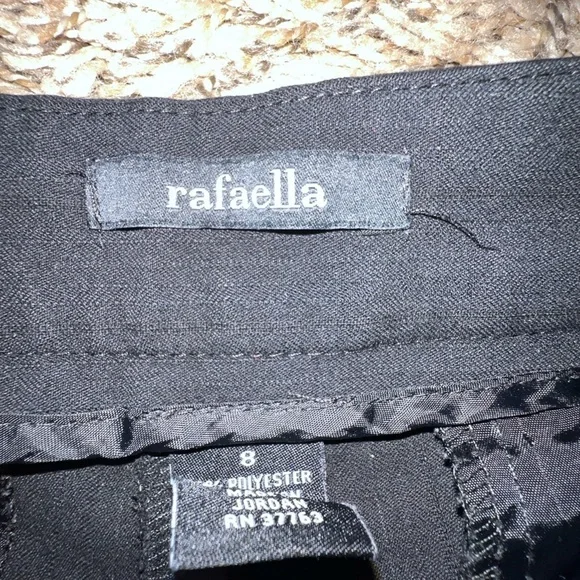 rafaella
8
% POLYESTER
MADE IN
JORDAN
RN 37763